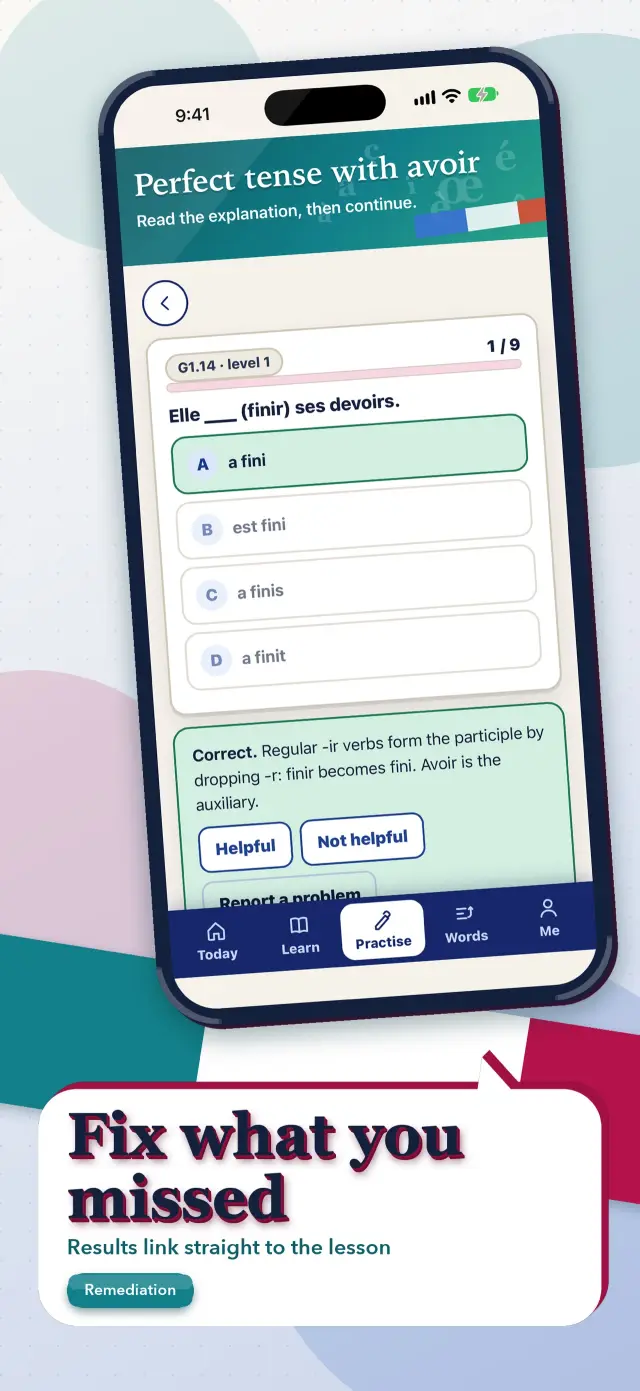 9:41
Perfect tense with avoir
Read the explanation, then continue.
G1.14 · level 1
1 / 9
Elle ___ (finir) ses devoirs.
A a fini
B est fini
C a finis
D a finit
Correct. Regular -ir verbs form the participle by
dropping -r: finir becomes fini. Avoir is the
auxiliary.
Helpful Not helpful
Report a problem
Today Learn Practise Words Me
Fix what you
missed
Results link straight to the lesson
Remediation